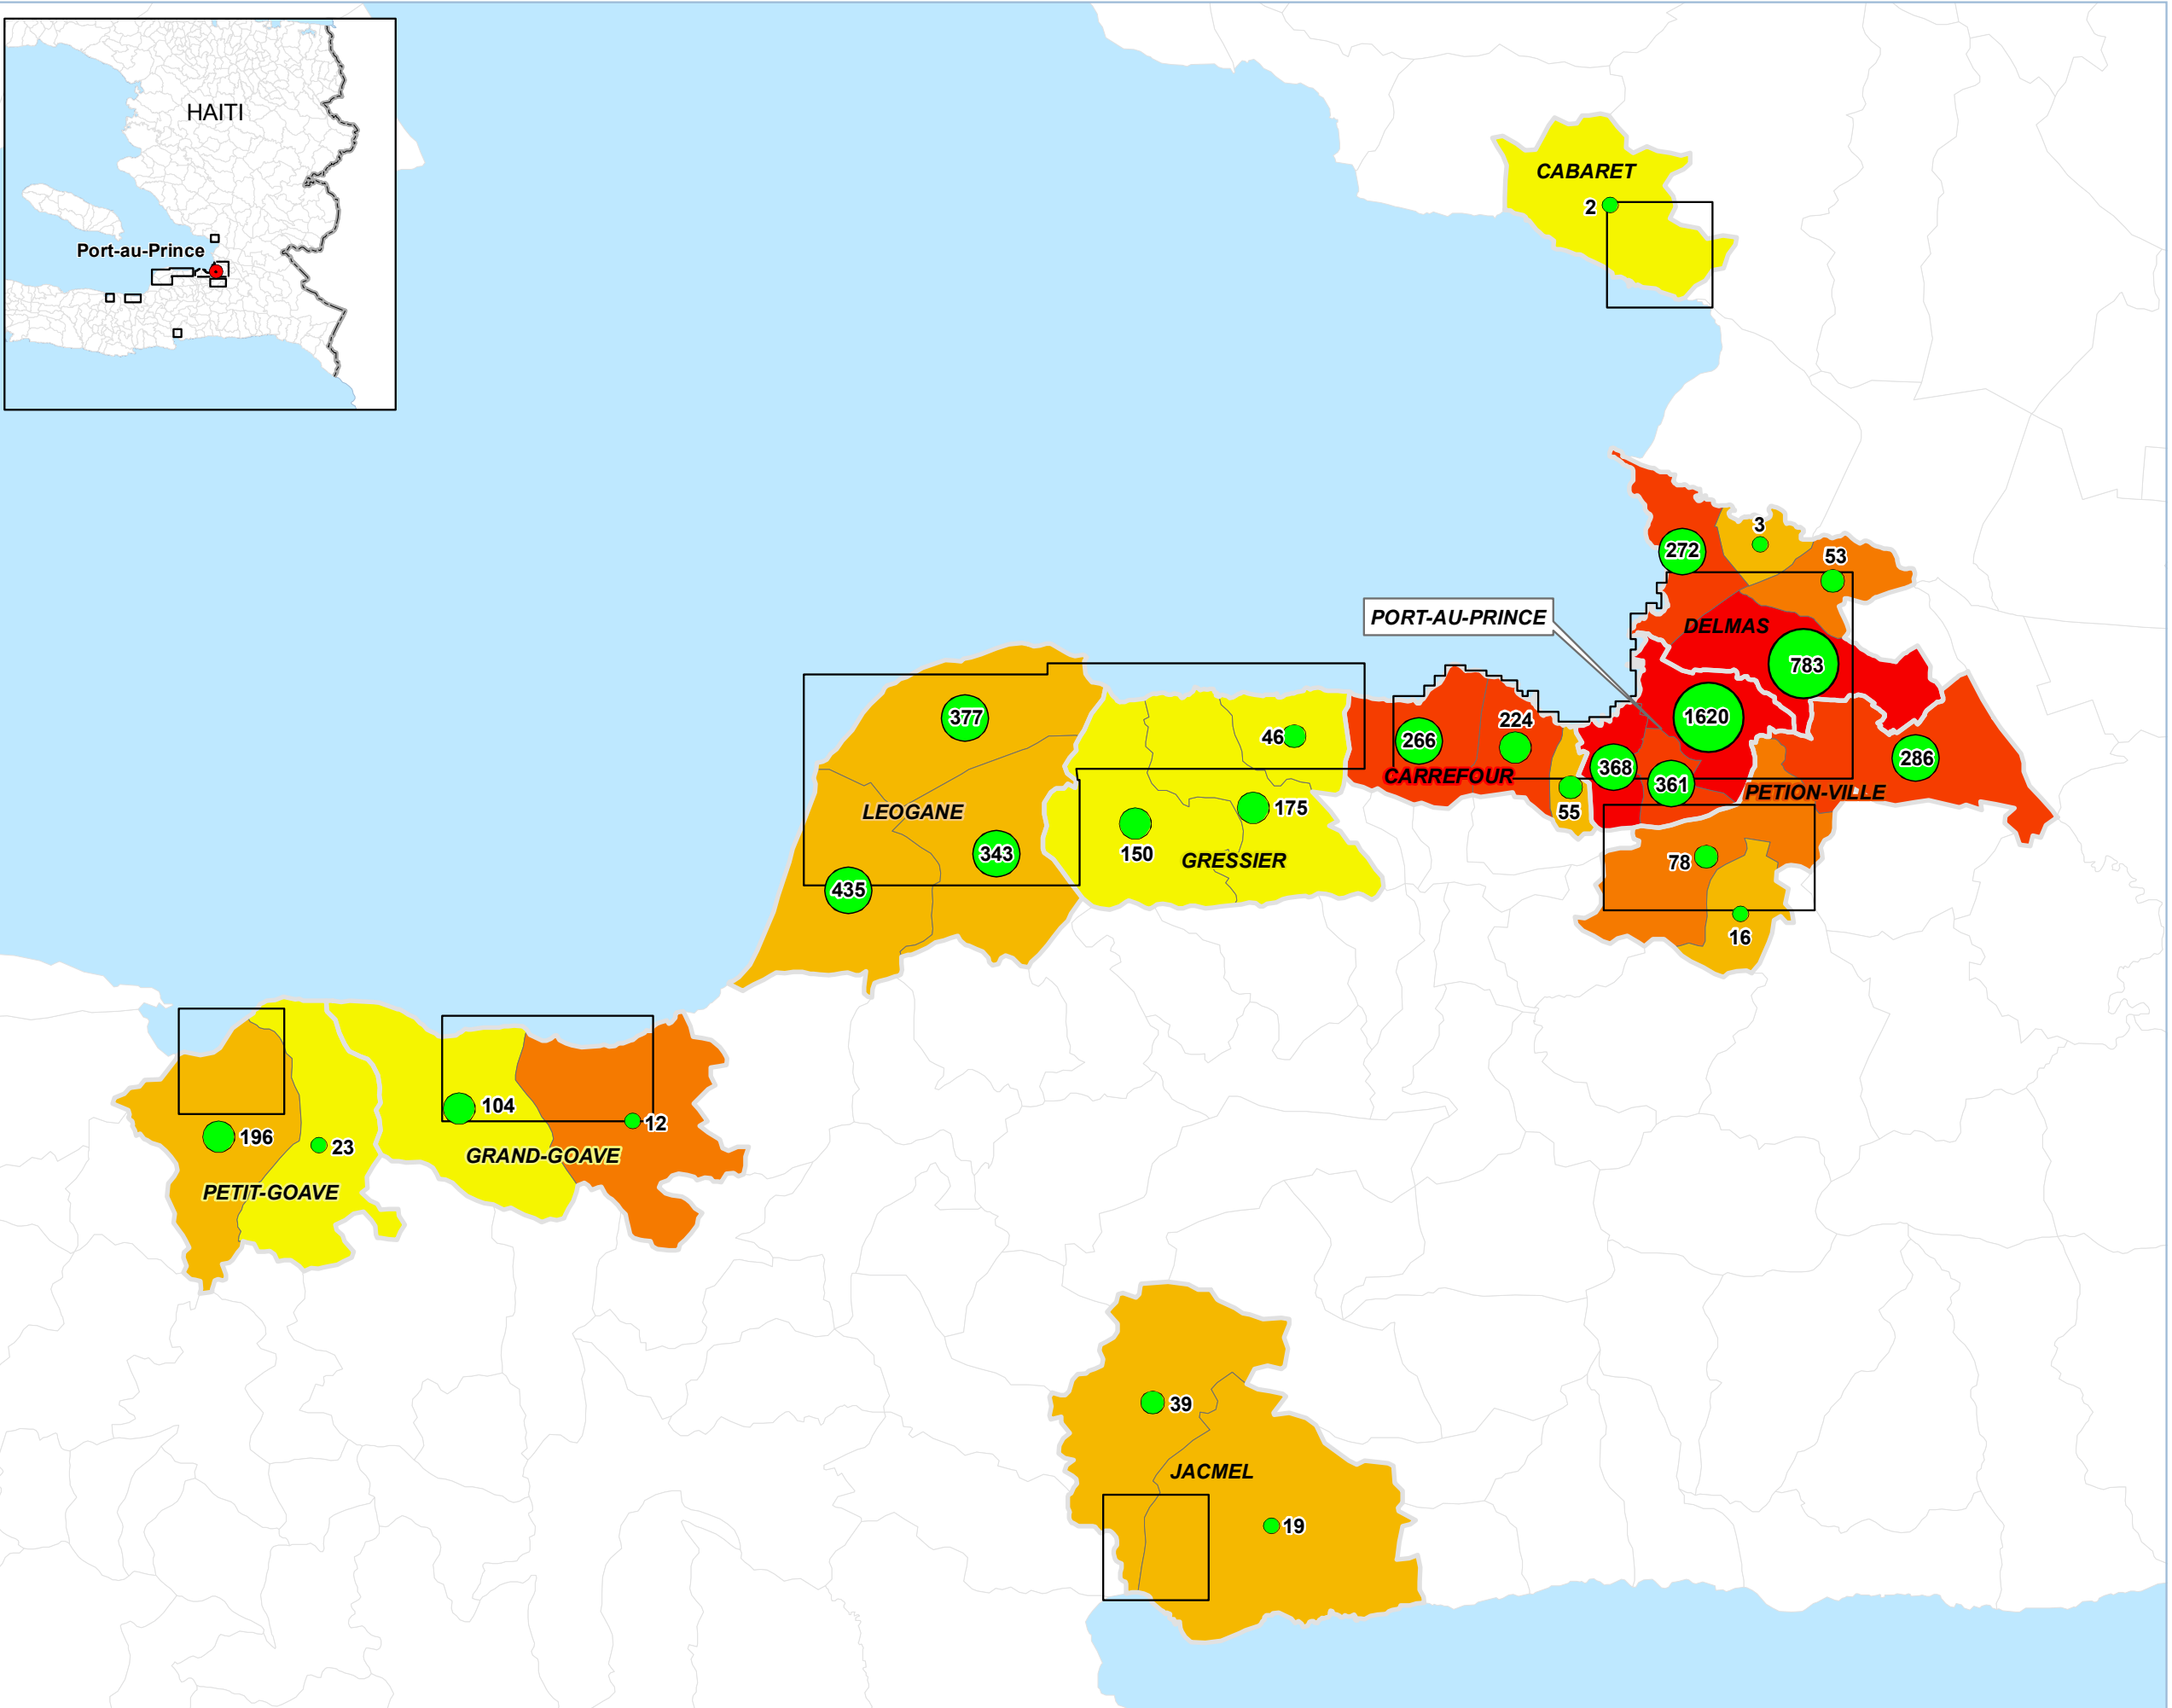 HAITI
Port-au-Prince
CABARET
2
3
272
53
PORT-AU-PRINCE
DELMAS
783
377
1620
224
46
266
286
368
CARREFOUR
361
PETION-VILLE
LEOGANE
175
55
150
343
GRESSIER
78
435
16
104
12
196
23
GRAND-GOAVE
PETIT-GOAVE
39
JACMEL
19